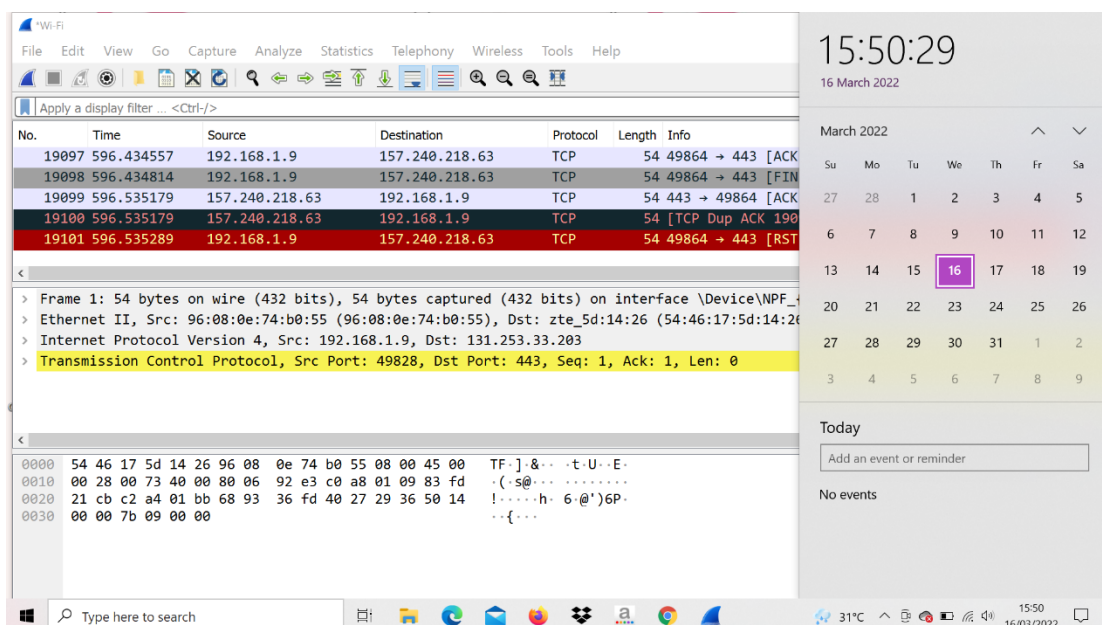 *Wi-Fi
File Edit View Go Capture Analyze Statistics Telephony Wireless Tools Help
Apply a display filter ... <Ctrl-/>
No. Time Source Destination Protocol Length Info
19097 596.434557 192.168.1.9 157.240.218.63 TCP 54 49864 → 443 [ACK
19098 596.434814 192.168.1.9 157.240.218.63 TCP 54 49864 → 443 [FIN
19099 596.535179 157.240.218.63 192.168.1.9 TCP 54 443 → 49864 [ACK
19100 596.535179 157.240.218.63 192.168.1.9 TCP 54 [TCP Dup ACK 190
19101 596.535289 192.168.1.9 157.240.218.63 TCP 54 49864 → 443 [RST
> Frame 1: 54 bytes on wire (432 bits), 54 bytes captured (432 bits) on interface \Device\NPF_
> Ethernet II, Src: 96:08:0e:74:b0:55 (96:08:0e:74:b0:55), Dst: zte_5d:14:26 (54:46:17:5d:14:26
> Internet Protocol Version 4, Src: 192.168.1.9, Dst: 131.253.33.203
> Transmission Control Protocol, Src Port: 49828, Dst Port: 443, Seq: 1, Ack: 1, Len: 0
0000 54 46 17 5d 14 26 96 08 0e 74 b0 55 08 00 45 00 TF·]·&·· ·t·U··E·
0010 00 28 00 73 40 00 80 06 92 e3 c0 a8 01 09 83 fd ·(·s@··· ········
0020 21 cb c2 a4 01 bb 68 93 36 fd 40 27 29 36 50 14 !·····h· 6·@')6P·
0030 00 00 7b 09 00 00 ··{···
15:50:29
16 March 2022
March 2022
Su Mo Tu We Th Fr Sa
27 28 1 2 3 4 5
6 7 8 9 10 11 12
13 14 15 16 17 18 19
20 21 22 23 24 25 26
27 28 29 30 31 1 2
3 4 5 6 7 8 9
Today
Add an event or reminder
No events
Type here to search
a
31°C
15:50
16/03/2022